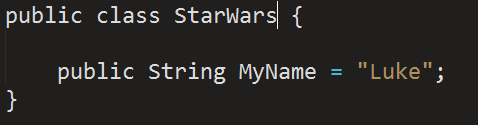 public class StarWars {
    public String MyName = "Luke";
}